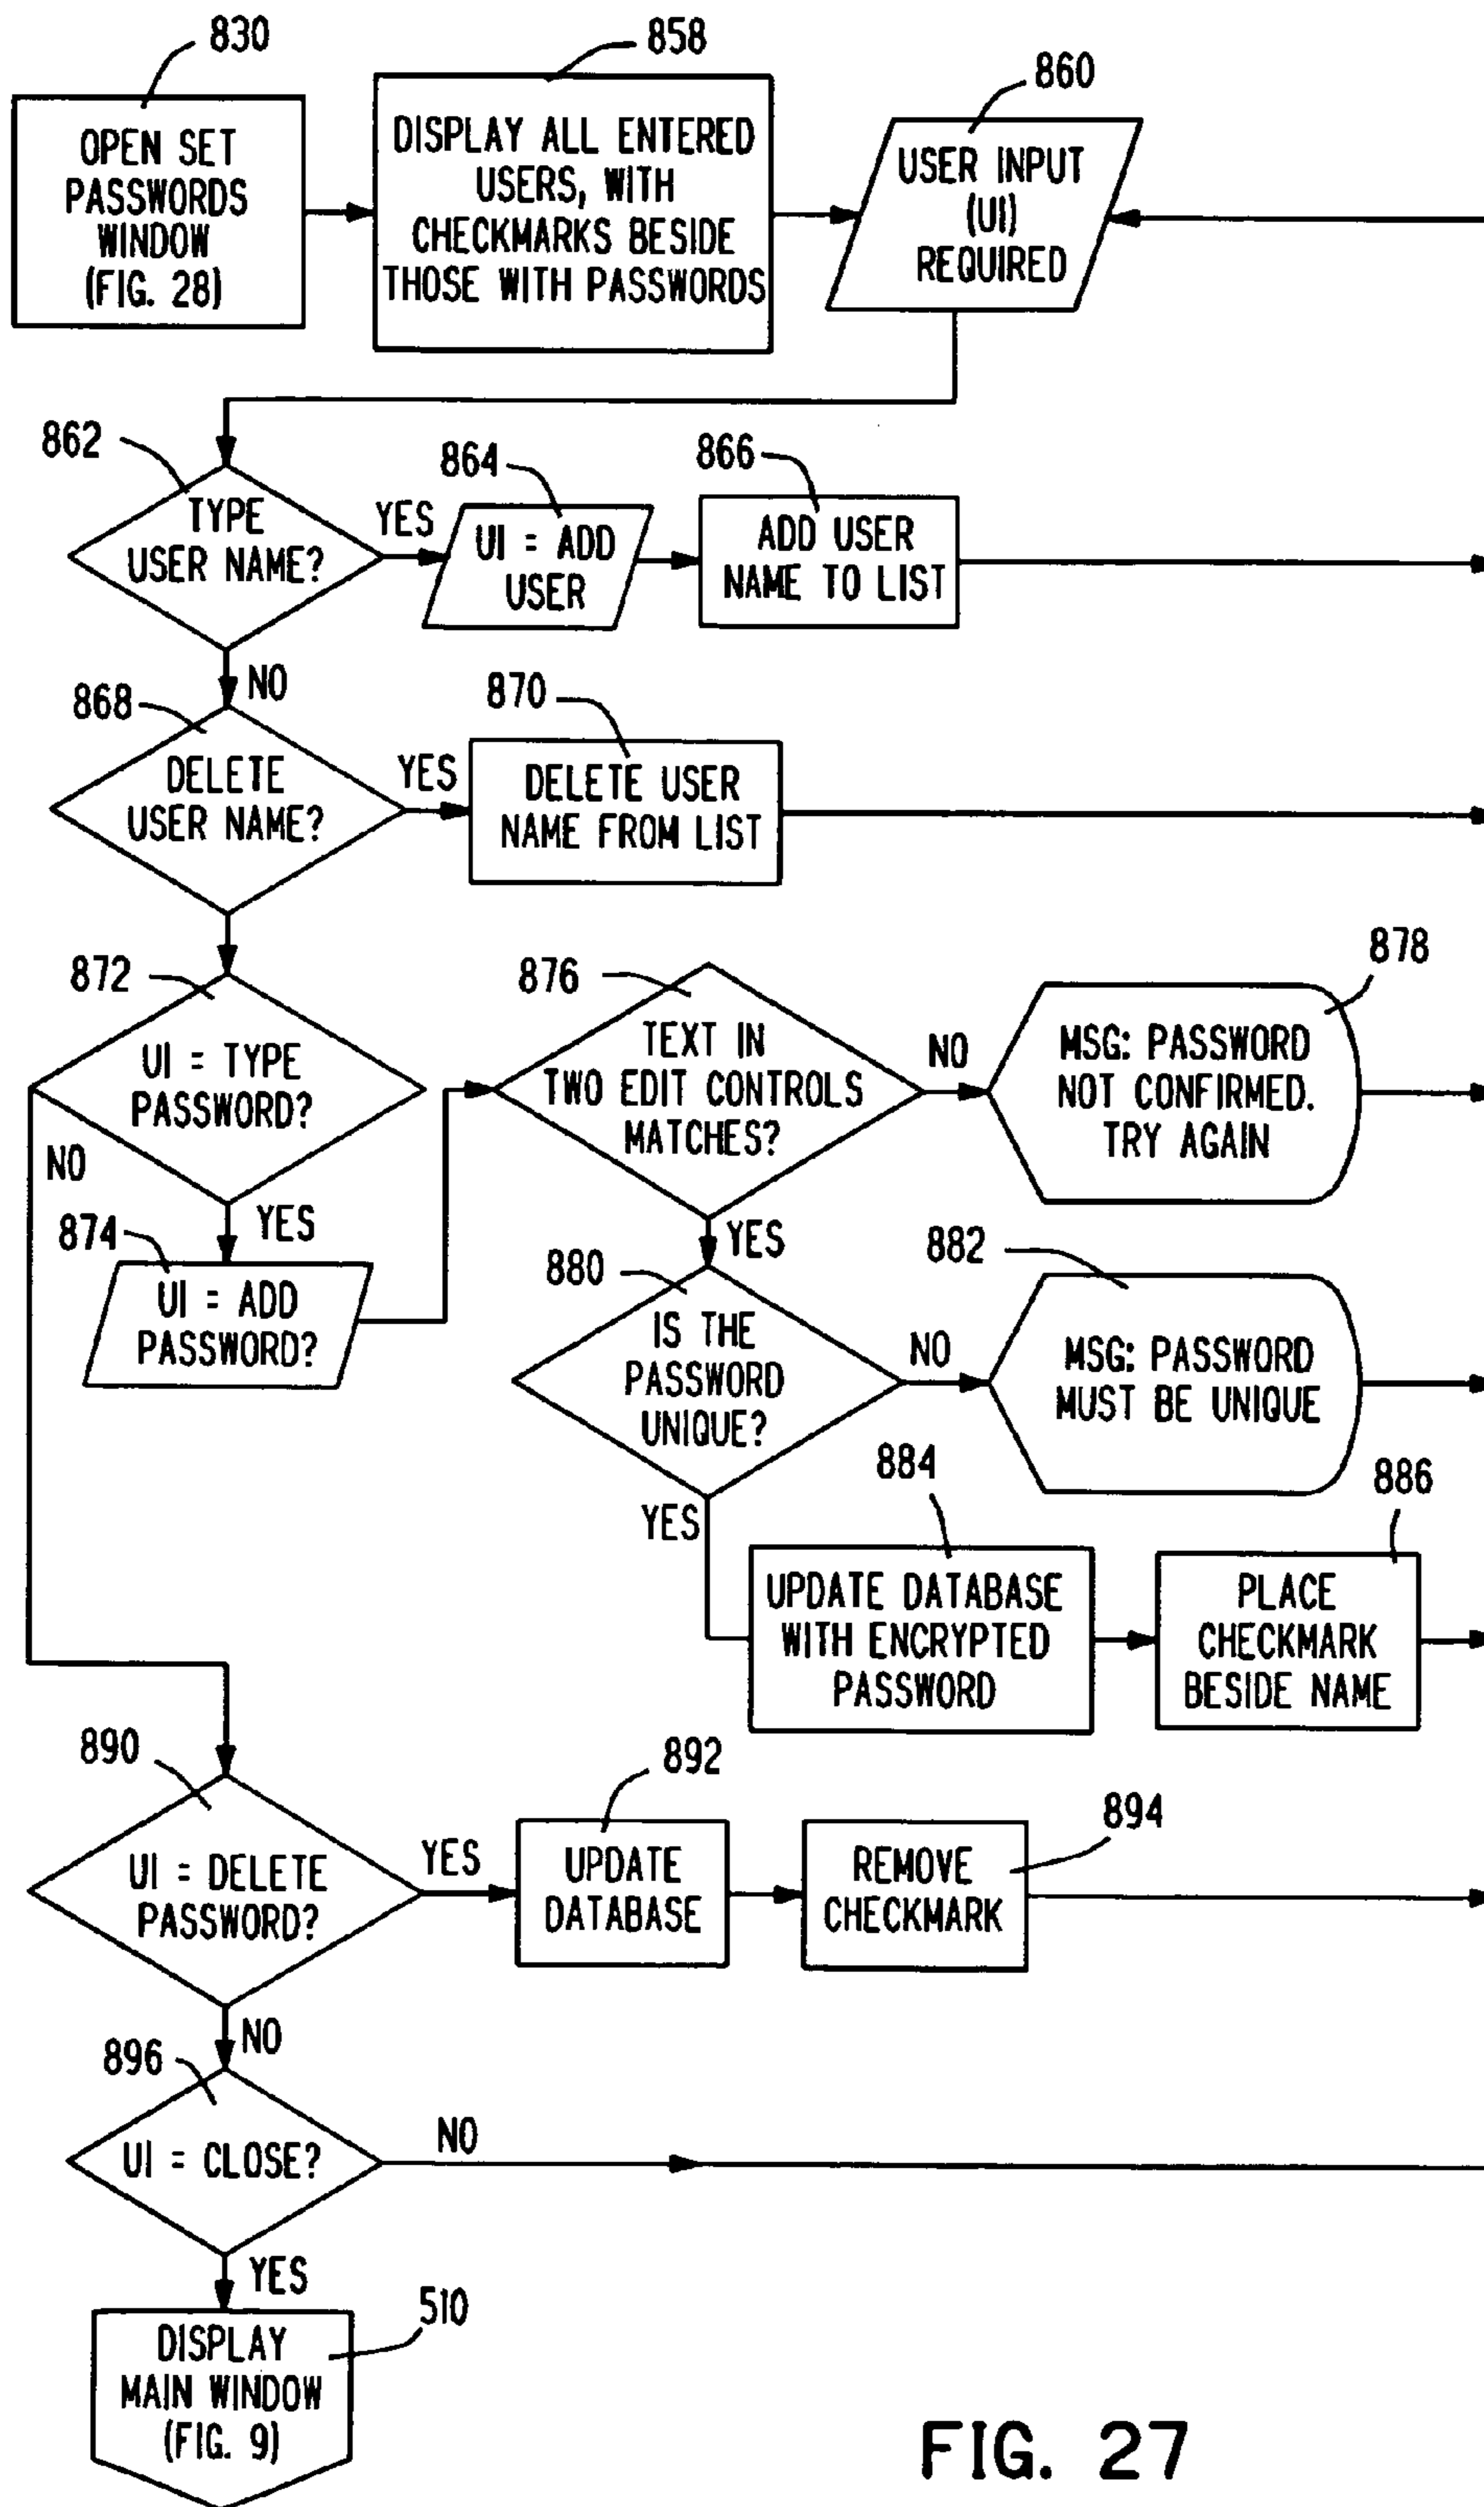 830
OPEN SET
PASSWORDS
WINDOW
(FIG. 28)
858
DISPLAY ALL ENTERED
USERS, WITH
CHECKMARKS BESIDE
THOSE WITH PASSWORDS
860
USER INPUT
(UI)
REQUIRED
862
TYPE
USER NAME?
YES
864
UI = ADD
USER
866
ADD USER
NAME TO LIST
NO
868
DELETE
USER NAME?
YES
870
DELETE USER
NAME FROM LIST
872
UI = TYPE
PASSWORD?
NO
YES
874
UI = ADD
PASSWORD?
876
TEXT IN
TWO EDIT CONTROLS
MATCHES?
NO
878
MSG: PASSWORD
NOT CONFIRMED.
TRY AGAIN
YES
880
IS THE
PASSWORD
UNIQUE?
NO
882
MSG: PASSWORD
MUST BE UNIQUE
YES
884
UPDATE DATABASE
WITH ENCRYPTED
PASSWORD
886
PLACE
CHECKMARK
BESIDE NAME
890
UI = DELETE
PASSWORD?
YES
892
UPDATE
DATABASE
894
REMOVE
CHECKMARK
NO
896
UI = CLOSE?
NO
YES
510
DISPLAY
MAIN WINDOW
(FIG. 9)
FIG. 27